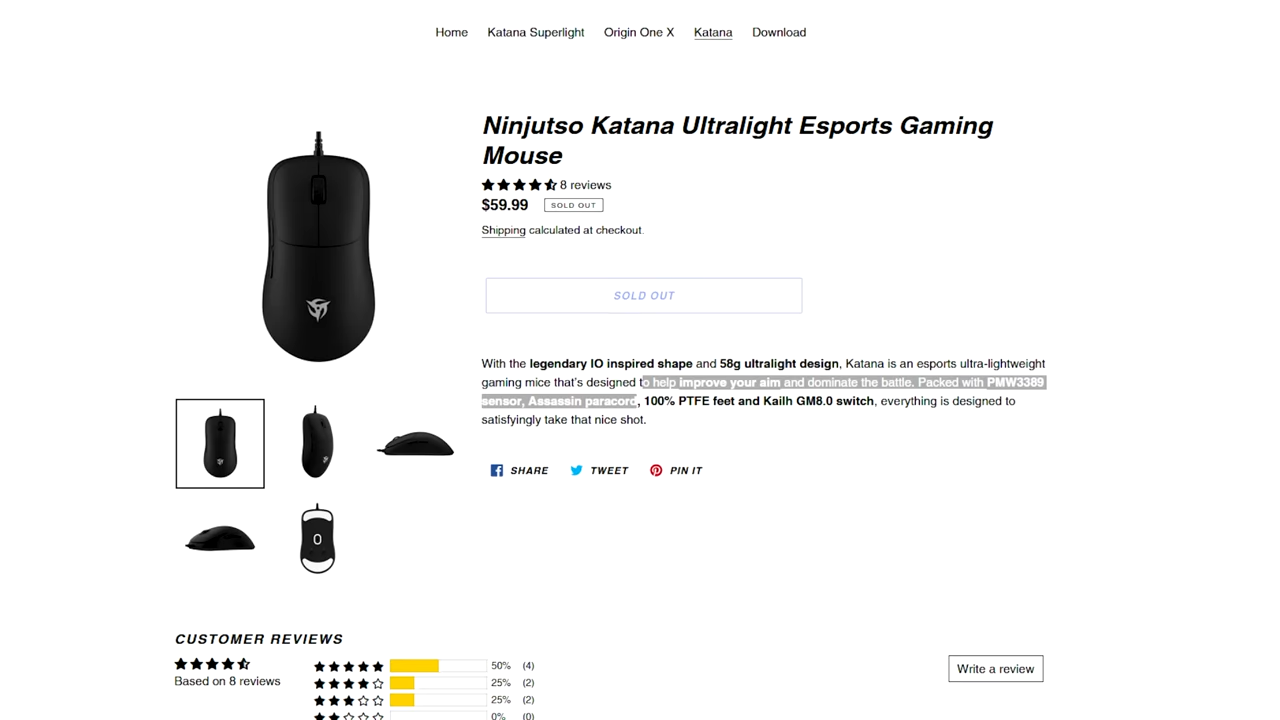 Home Katana Superlight Origin One X Katana Download
Ninjutso Katana Ultralight Esports Gaming
Mouse
8 reviews
$59.99 SOLD OUT
Shipping calculated at checkout.
SOLD OUT
With the legendary IO inspired shape and 58g ultralight design, Katana is an esports ultra-lightweight
gaming mice that's designed to help improve your aim and dominate the battle. Packed with PMW3389
sensor, Assassin paracord, 100% PTFE feet and Kailh GM8.0 switch, everything is designed to
satisfyingly take that nice shot.
SHARE TWEET PIN IT
CUSTOMER REVIEWS
Based on 8 reviews
50% (4)
25% (2)
25% (2)
0% (0)
Write a review